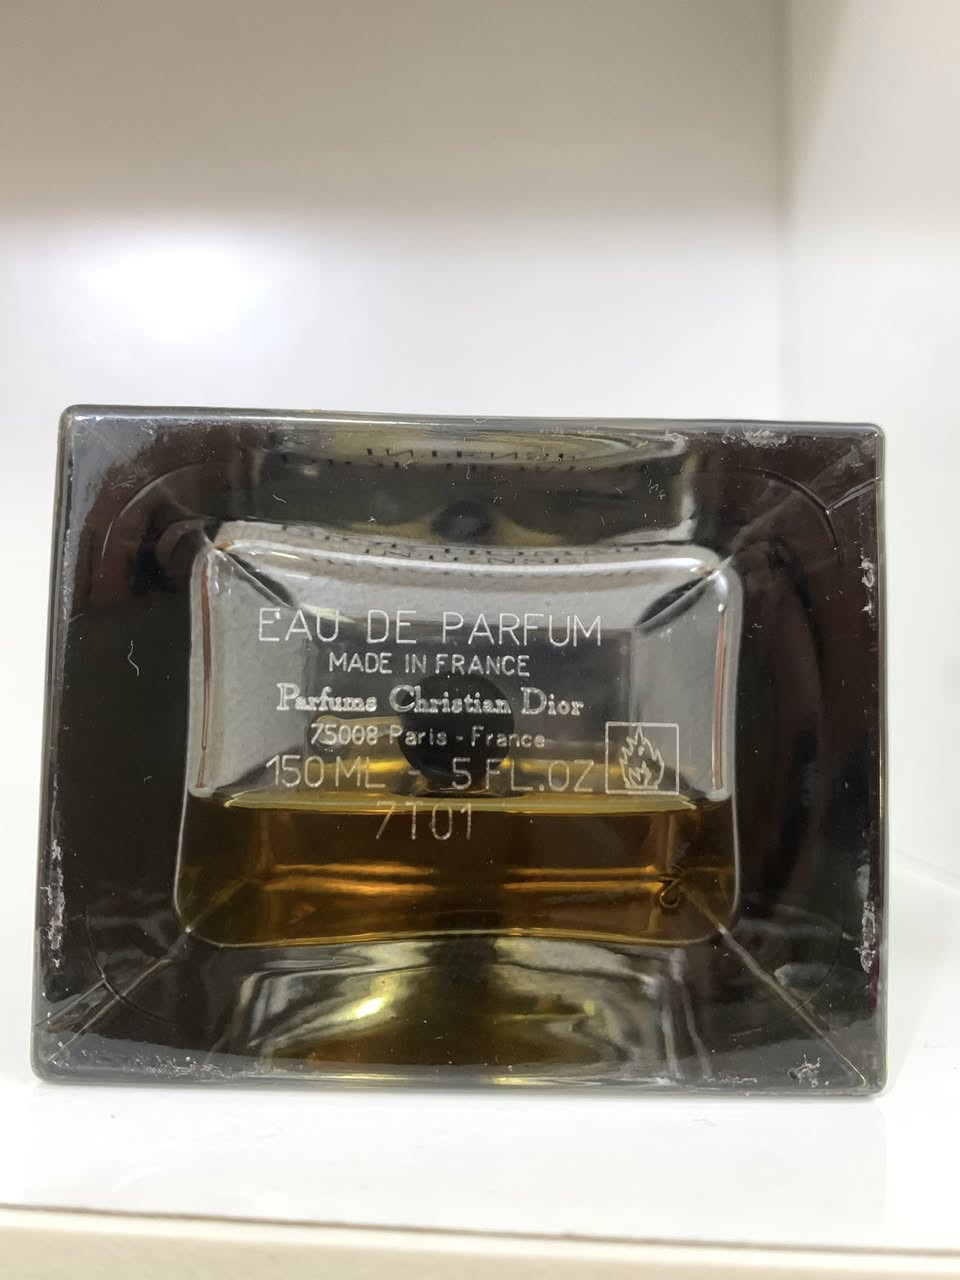 EAU DE PARFUM
MADE IN FRANCE
Parfums Christian Dior
75008 Paris - France
150 ML - 5 FL.OZ
7T01